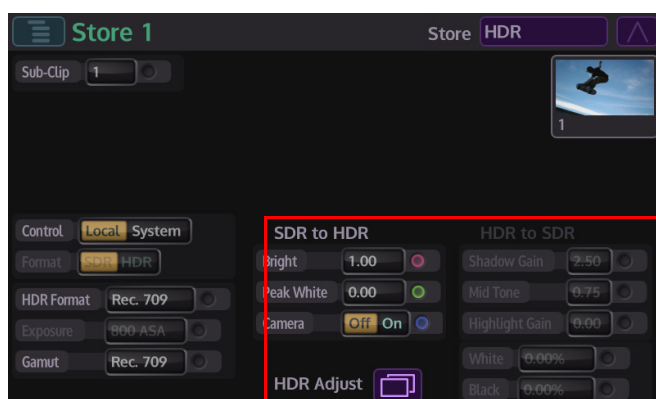 Store 1
Store HDR
Sub-Clip 1
1
Control Local System
Format SDR HDR
HDR Format Rec. 709
Exposure 800 ASA
Gamut Rec. 709
SDR to HDR
Bright 1.00
Peak White 0.00
Camera Off On
HDR Adjust
HDR to SDR
Shadow Gain 2.50
Mid Tone 0.75
Highlight Gain 0.00
White 0.00%
Black 0.00%